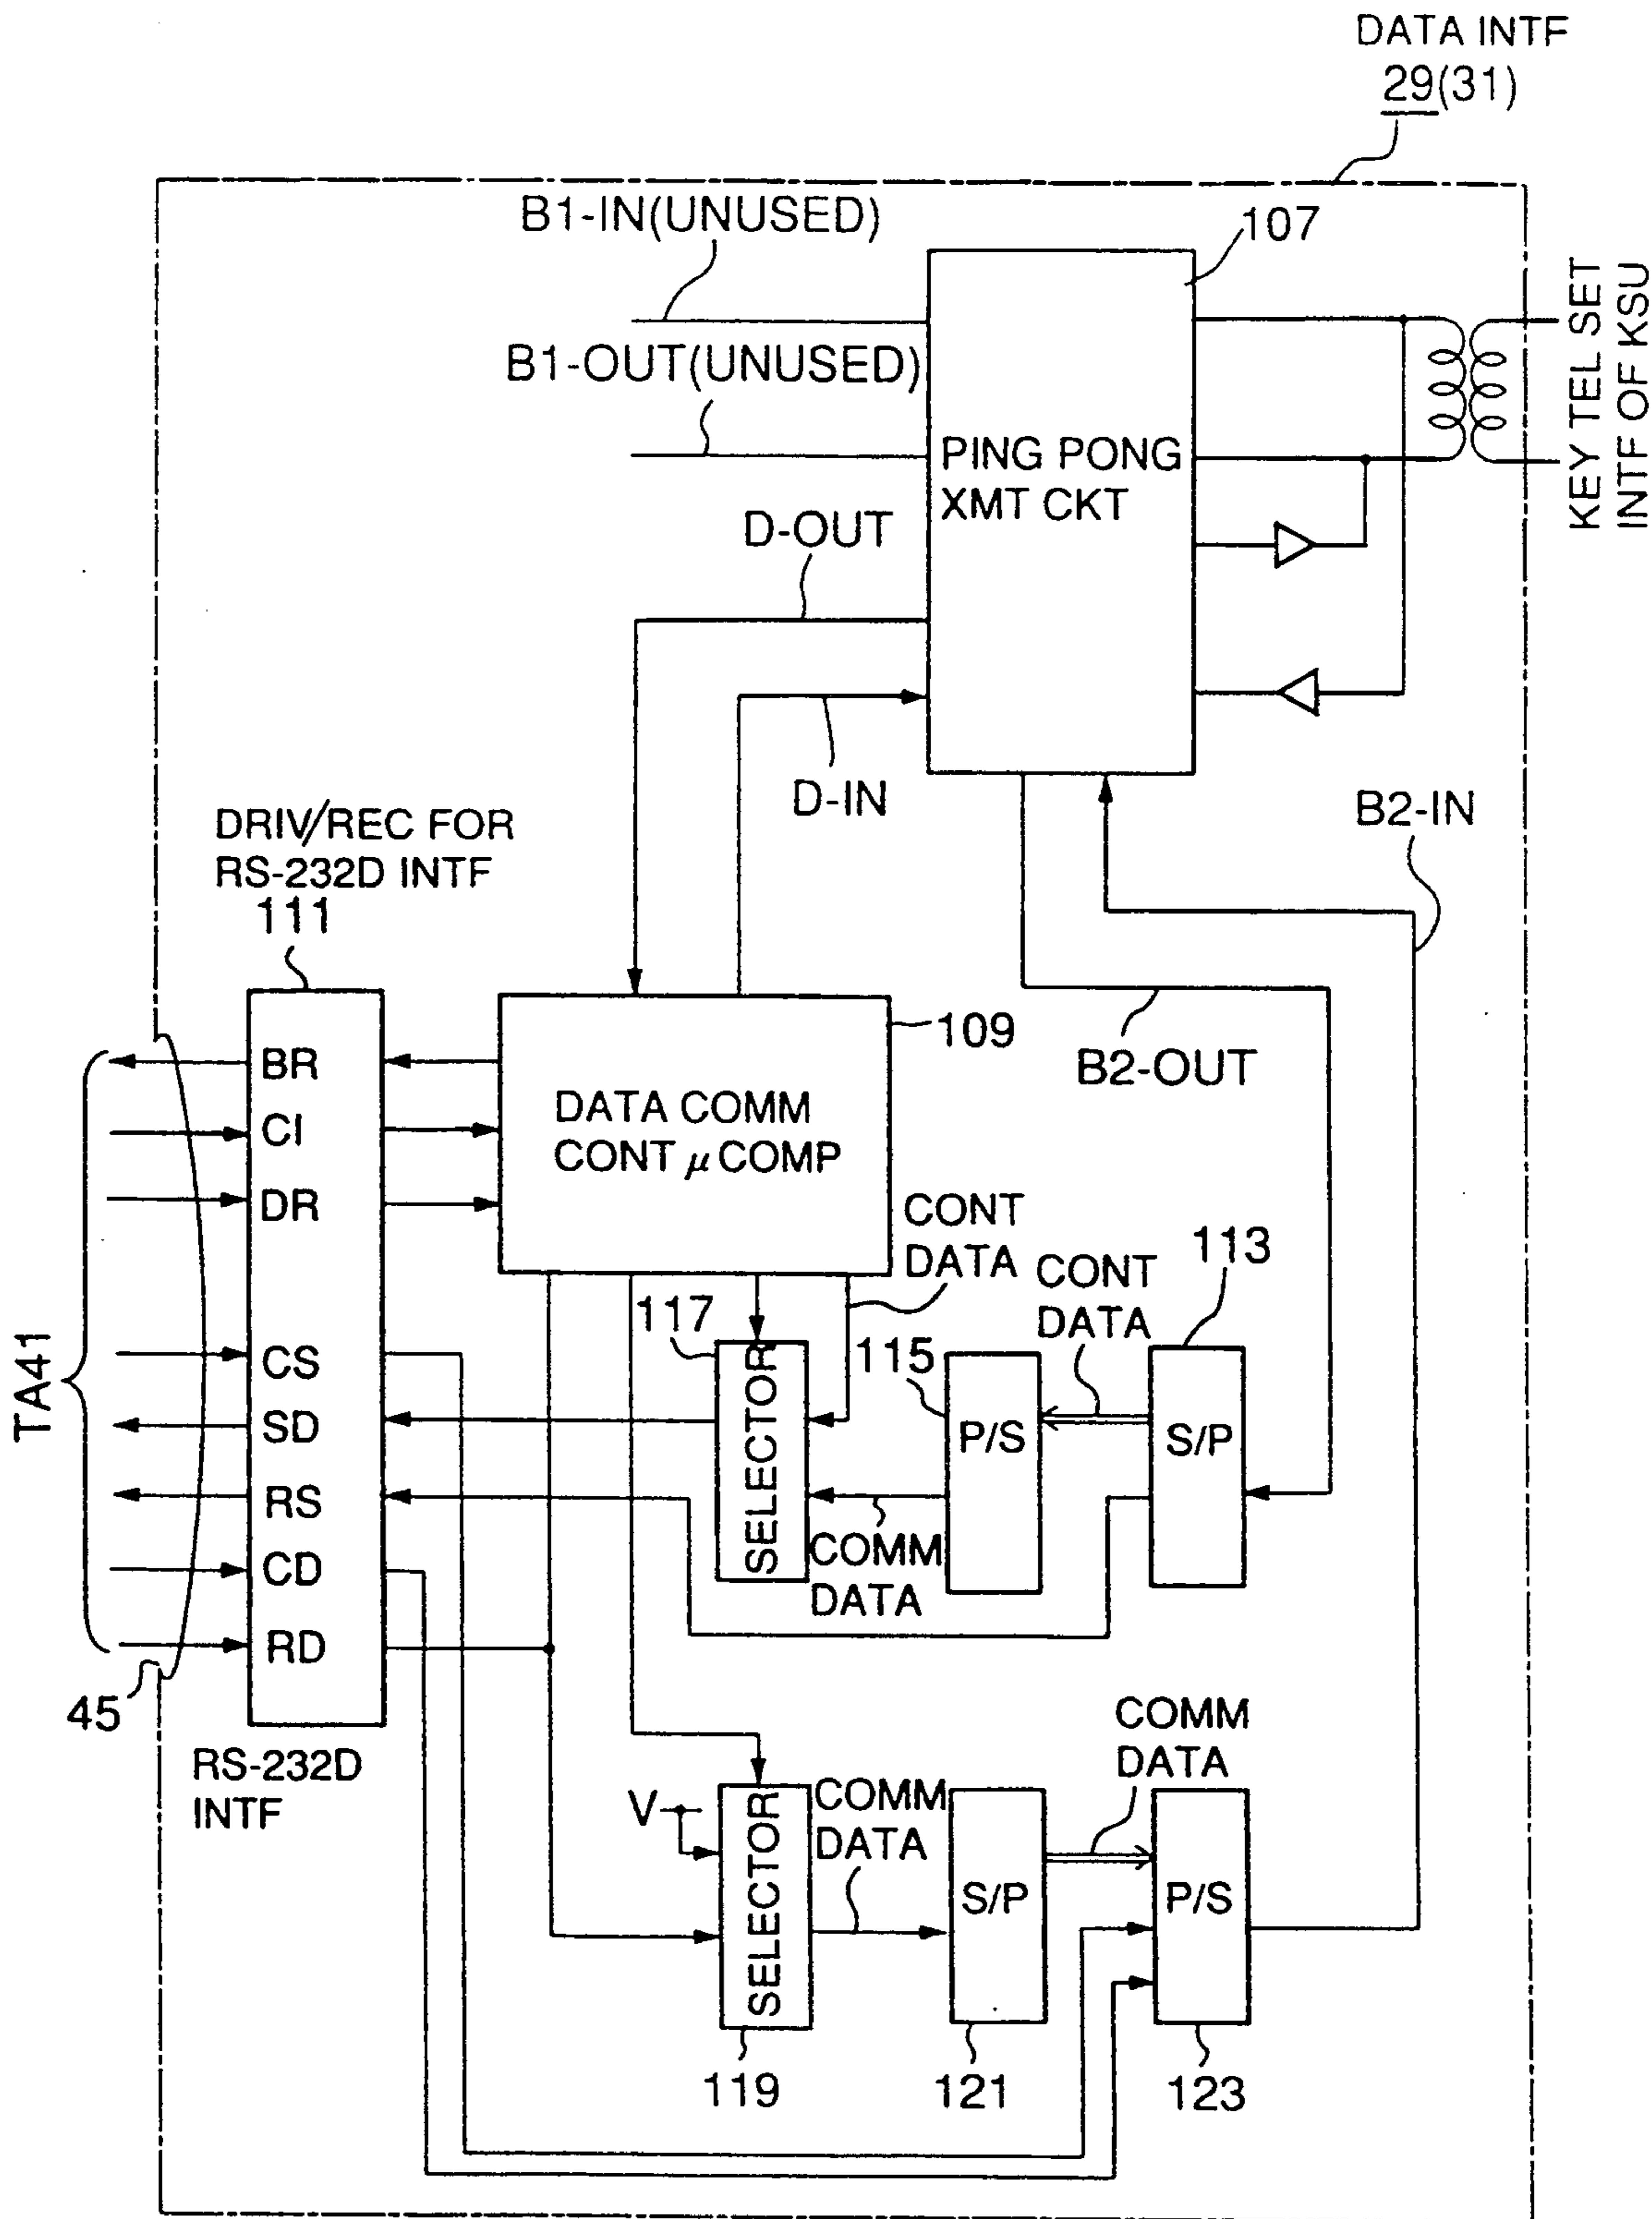 DATA INTF
29(31)
B1-IN(UNUSED)
107
B1-OUT(UNUSED)
KEY TEL SET
INTF OF KSU
PING PONG
XMT CKT
D-OUT
D-IN
B2-IN
DRIV/REC FOR
RS-232D INTF
111
109
B2-OUT
BR
CI
DR
CS
SD
RS
CD
RD
TA41
45
DATA COMM
CONT μ COMP
CONT
DATA
CONT
DATA
113
117
115
SELECTOR
P/S
S/P
COMM
DATA
RS-232D
INTF
COMM
DATA
V
SELECTOR
COMM
DATA
S/P
P/S
119
121
123